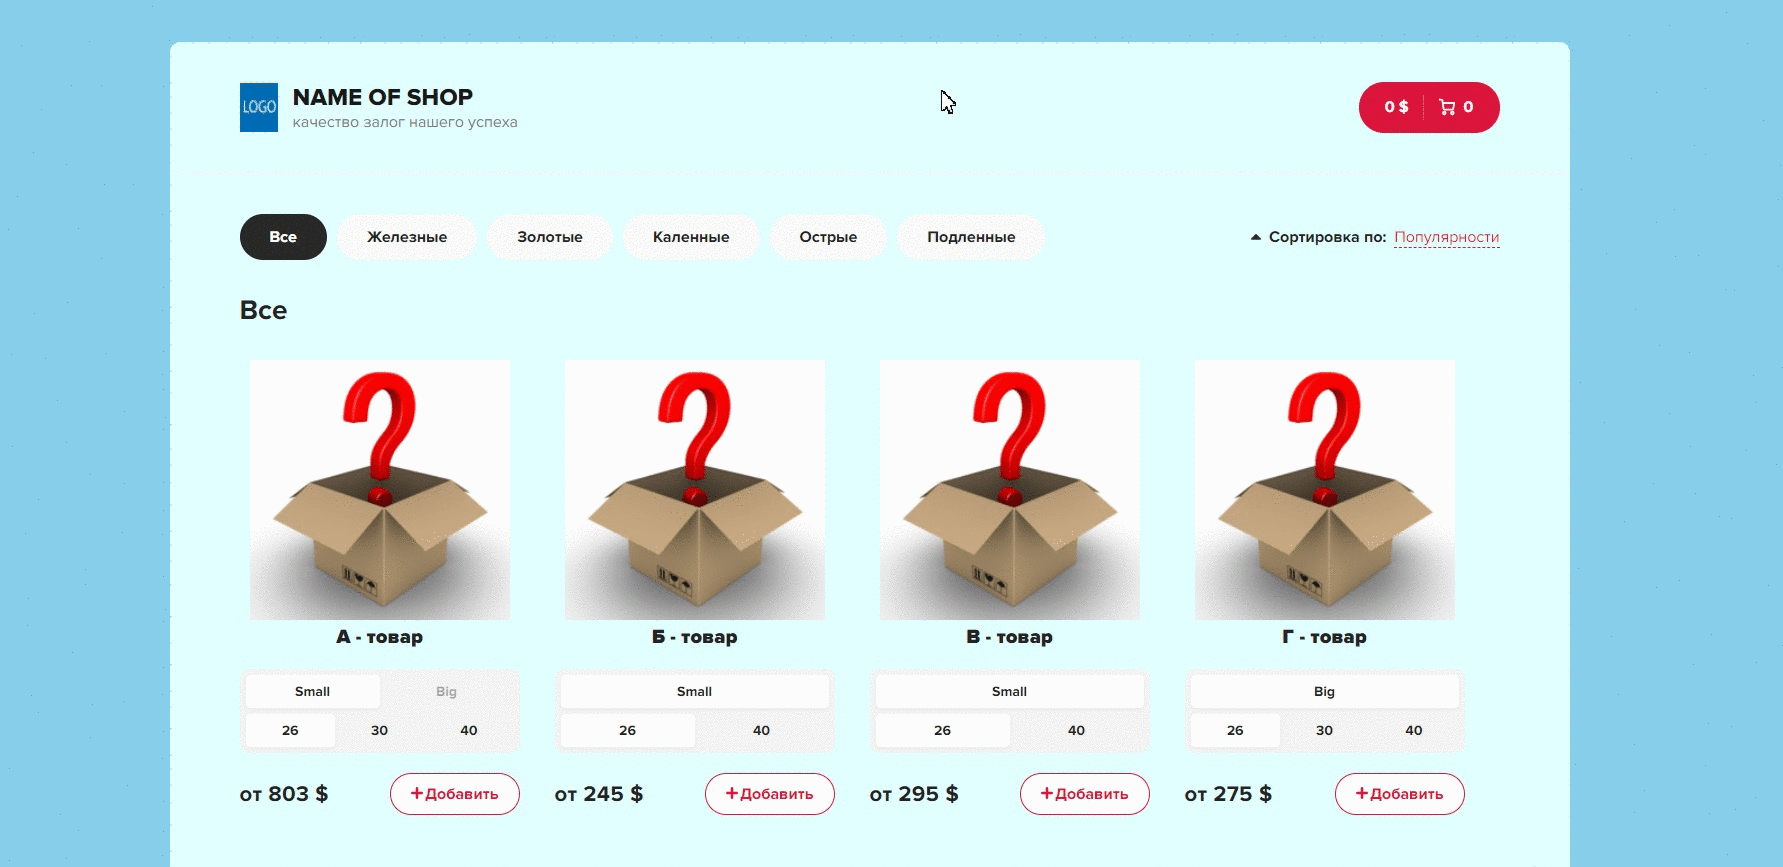 LOGO
NAME OF SHOP
качество залог нашего успеха
0 $ 0
Все Железные Золотые Каленные Острые Подленные
Сортировка по: Популярности
Все
А - товар
Small Big
26 30 40
от 803 $ +Добавить
Б - товар
Small
26 40
от 245 $ +Добавить
В - товар
Small
26 40
от 295 $ +Добавить
Г - товар
Big
26 30 40
от 275 $ +Добавить